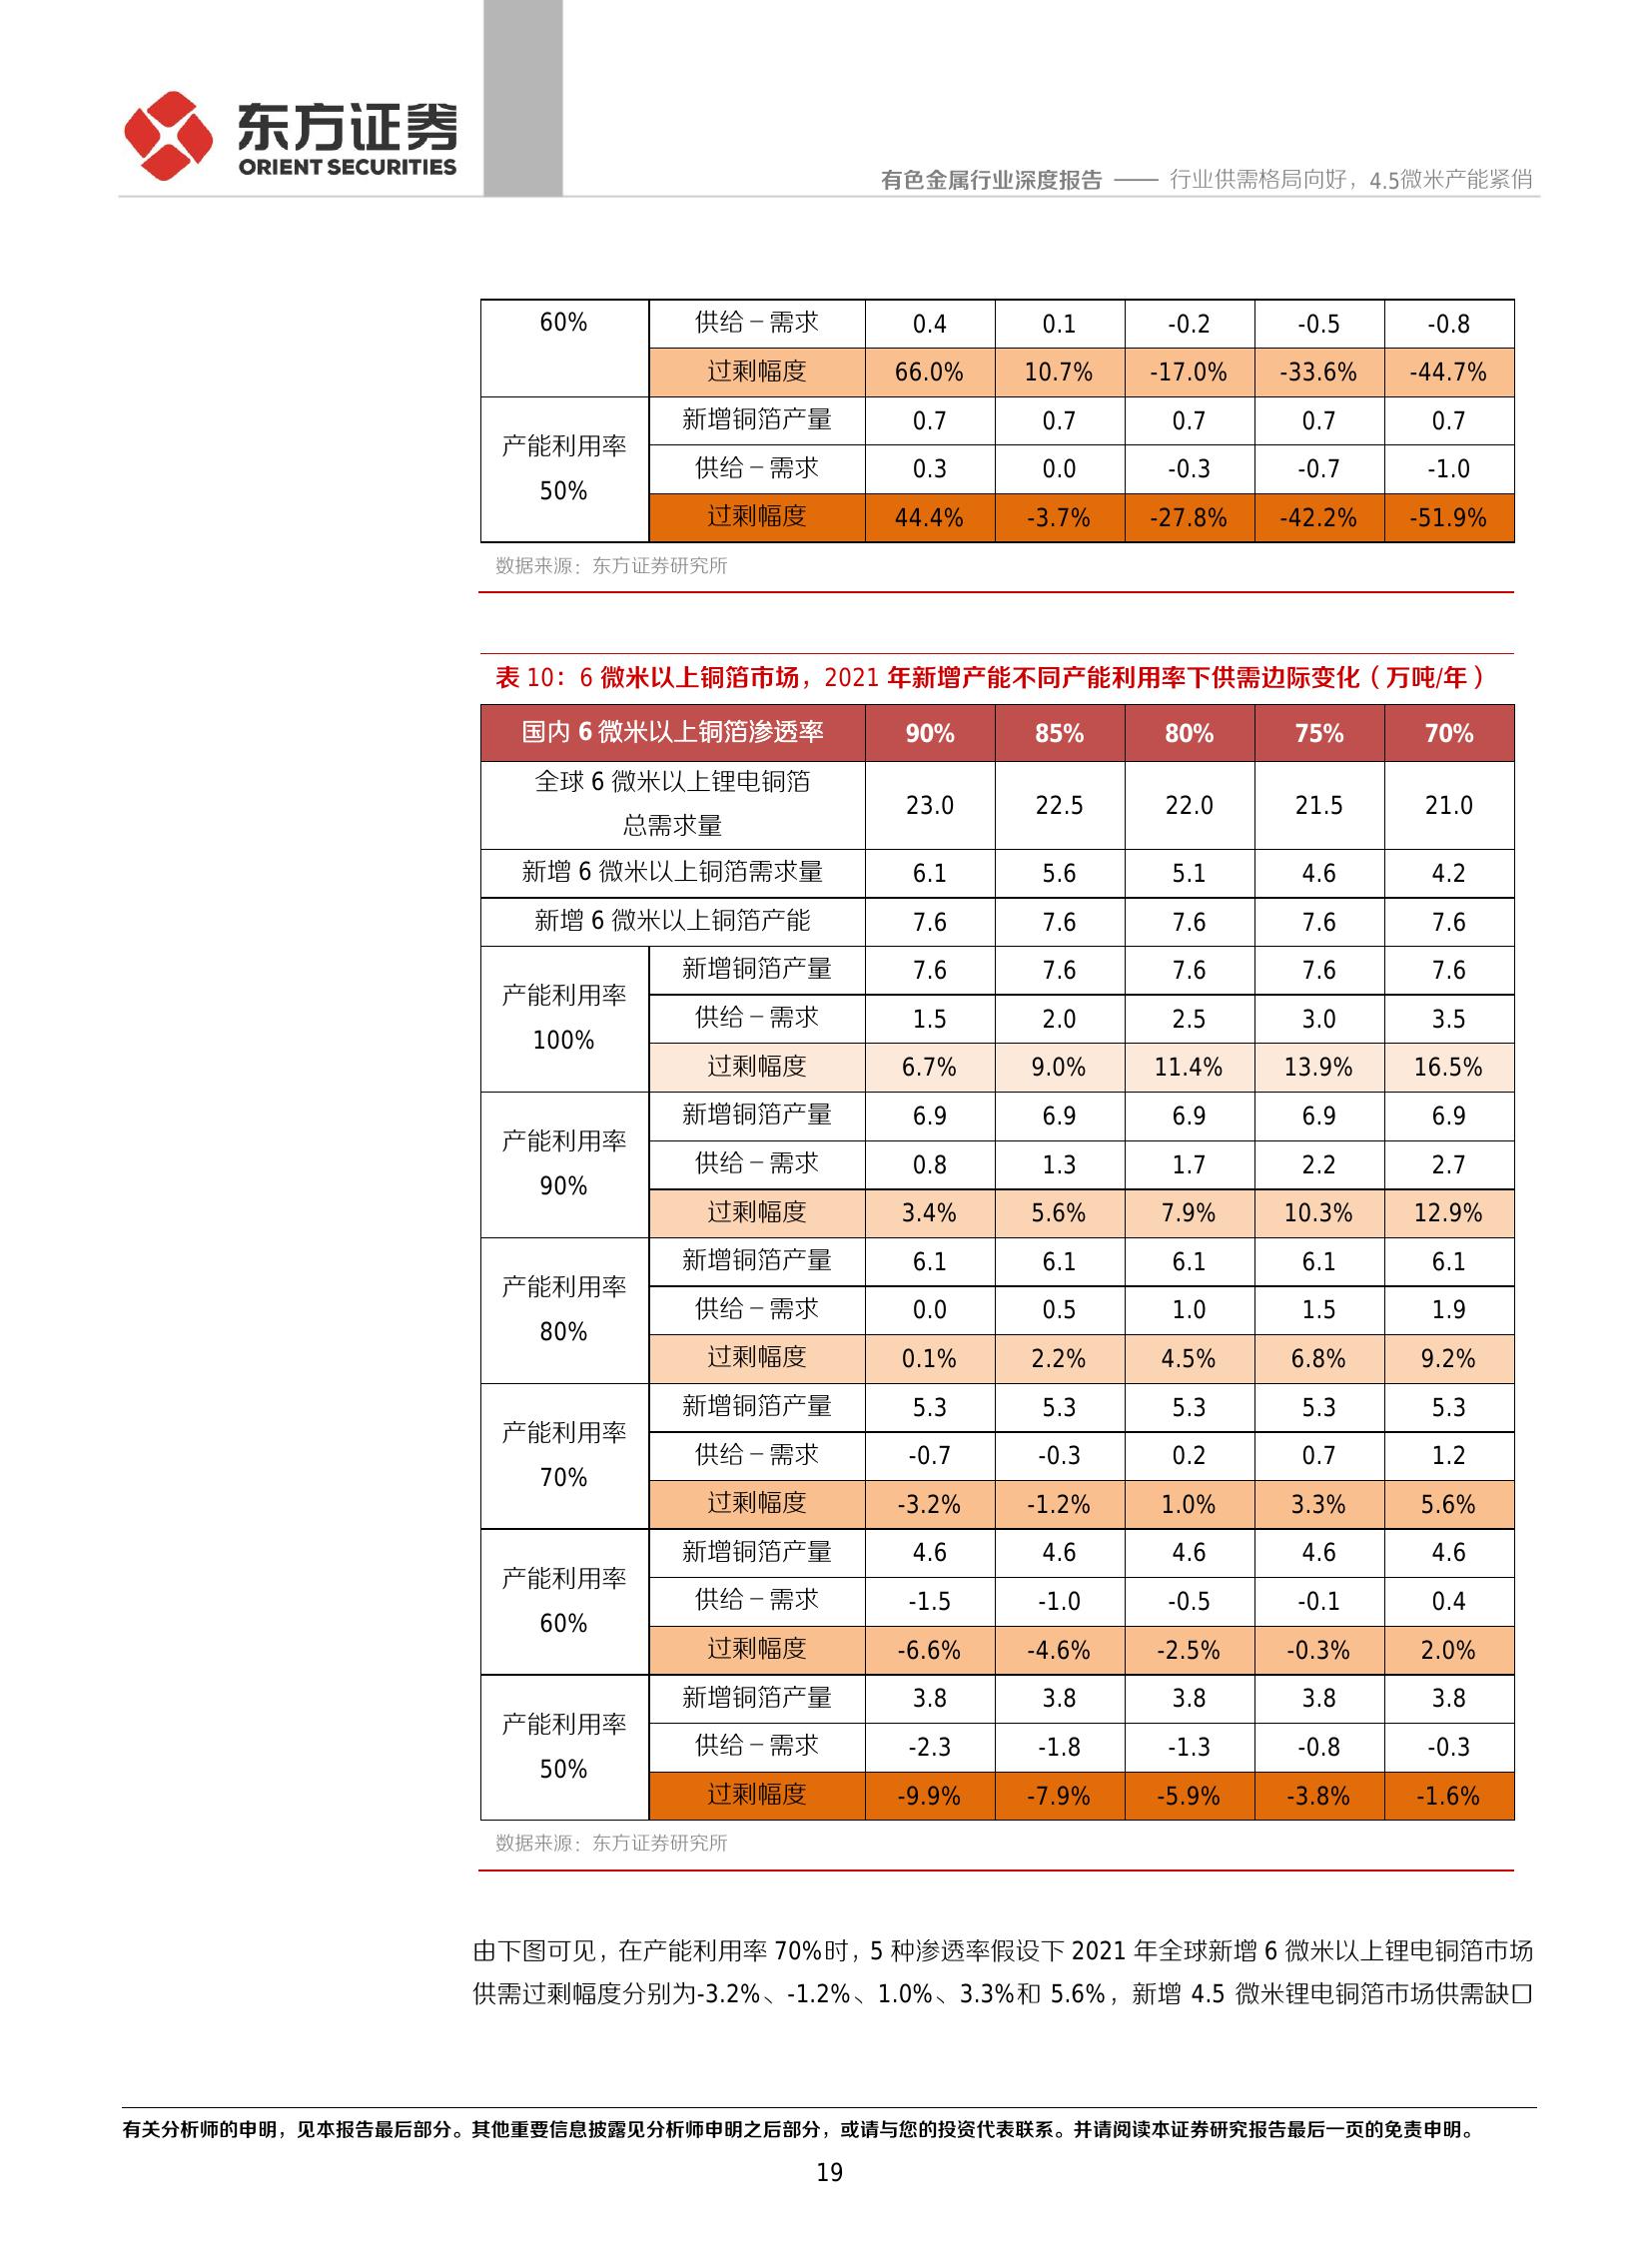 东方证券
ORIENT SECURITIES
有色金属行业深度报告 —— 行业供需格局向好，4.5微米产能紧俏
60% 供给－需求 0.4 0.1 -0.2 -0.5 -0.8
过剩幅度 66.0% 10.7% -17.0% -33.6% -44.7%
产能利用率 50% 新增铜箔产量 0.7 0.7 0.7 0.7 0.7
供给－需求 0.3 0.0 -0.3 -0.7 -1.0
过剩幅度 44.4% -3.7% -27.8% -42.2% -51.9%
数据来源：东方证券研究所
表 10：6 微米以上铜箔市场，2021 年新增产能不同产能利用率下供需边际变化（万吨/年）
国内 6 微米以上铜箔渗透率 90% 85% 80% 75% 70%
全球 6 微米以上锂电铜箔
总需求量 23.0 22.5 22.0 21.5 21.0
新增 6 微米以上铜箔需求量 6.1 5.6 5.1 4.6 4.2
新增 6 微米以上铜箔产能 7.6 7.6 7.6 7.6 7.6
产能利用率 100% 新增铜箔产量 7.6 7.6 7.6 7.6 7.6
供给－需求 1.5 2.0 2.5 3.0 3.5
过剩幅度 6.7% 9.0% 11.4% 13.9% 16.5%
产能利用率 90% 新增铜箔产量 6.9 6.9 6.9 6.9 6.9
供给－需求 0.8 1.3 1.7 2.2 2.7
过剩幅度 3.4% 5.6% 7.9% 10.3% 12.9%
产能利用率 80% 新增铜箔产量 6.1 6.1 6.1 6.1 6.1
供给－需求 0.0 0.5 1.0 1.5 1.9
过剩幅度 0.1% 2.2% 4.5% 6.8% 9.2%
产能利用率 70% 新增铜箔产量 5.3 5.3 5.3 5.3 5.3
供给－需求 -0.7 -0.3 0.2 0.7 1.2
过剩幅度 -3.2% -1.2% 1.0% 3.3% 5.6%
产能利用率 60% 新增铜箔产量 4.6 4.6 4.6 4.6 4.6
供给－需求 -1.5 -1.0 -0.5 -0.1 0.4
过剩幅度 -6.6% -4.6% -2.5% -0.3% 2.0%
产能利用率 50% 新增铜箔产量 3.8 3.8 3.8 3.8 3.8
供给－需求 -2.3 -1.8 -1.3 -0.8 -0.3
过剩幅度 -9.9% -7.9% -5.9% -3.8% -1.6%
数据来源：东方证券研究所
由下图可见，在产能利用率 70%时，5 种渗透率假设下 2021 年全球新增 6 微米以上锂电铜箔市场
供需过剩幅度分别为-3.2%、-1.2%、1.0%、3.3%和 5.6%，新增 4.5 微米锂电铜箔市场供需缺口
有关分析师的申明，见本报告最后部分。其他重要信息披露见分析师申明之后部分，或请与您的投资代表联系。并请阅读本证券研究报告最后一页的免责申明。
19